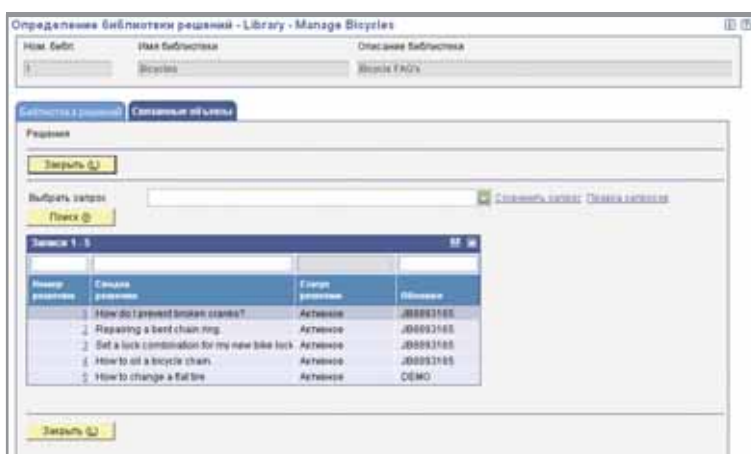 Определение библиотеки решений - Library - Manage Bicycles
Ном. библ. Имя библиотеки Описание библиотеки
1 Bicycles Bicycle FAQ's
Библиотека решений Связанные объекты
Решения
Закрыть (L)
Выбрать запрос Сохранить запрос Правка запросов
Поиск
Записи 1 - 5
Номер решения Сводка решения Статус решения Обновил
1 How do I prevent broken cranks? Активное JB0093185
2 Repairing a bent chain ring. Активное JB0093185
3 Set a lock combination for my new bike lock Активное JB0093185
4 How to oil a bicycle chain. Активное JB0093185
5 How to change a flat tire Активное DEMO
Закрыть (L)